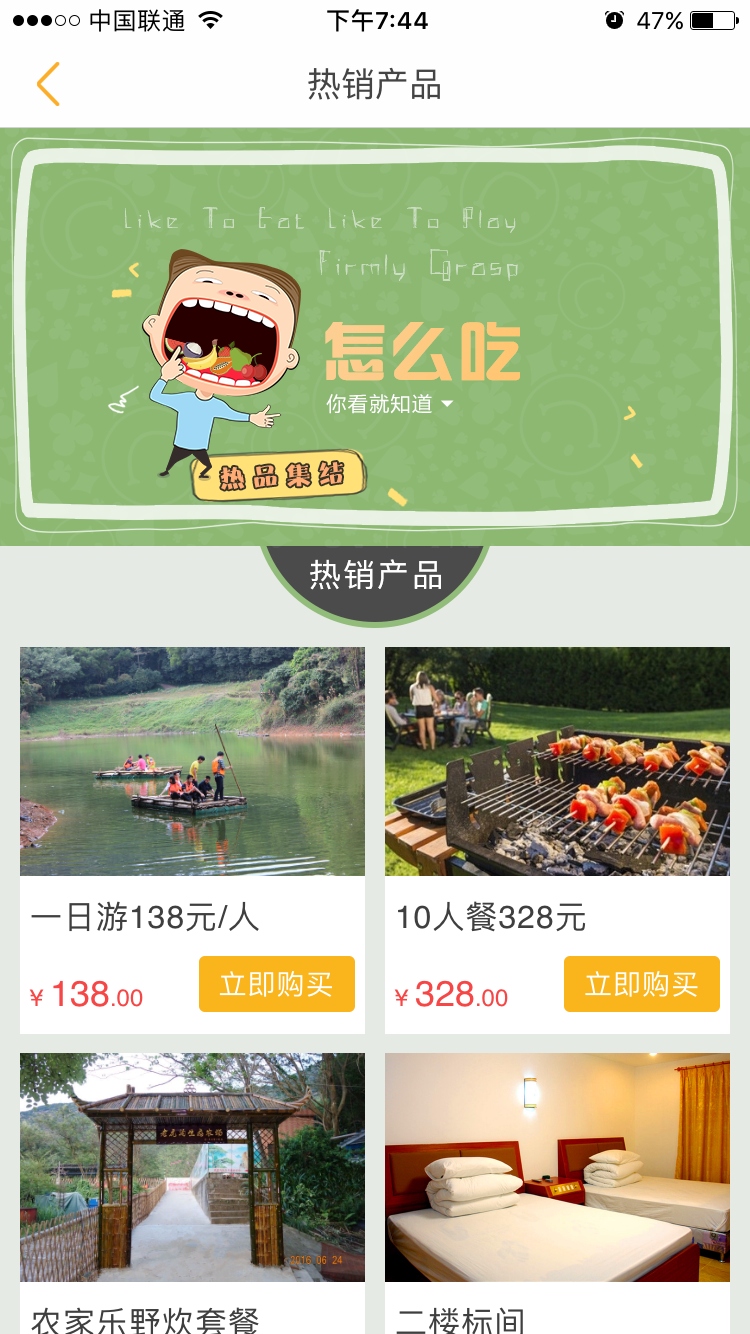 中国联通
下午7:44
47%
热销产品
Like To Eat Like To Play
Firmly Grasp
怎么吃
你看就知道
热品集结
热销产品
一日游138元/人
¥ 138.00
立即购买
10人餐328元
¥ 328.00
立即购买
2016 06 24
农家乐野炊套餐
二楼标间